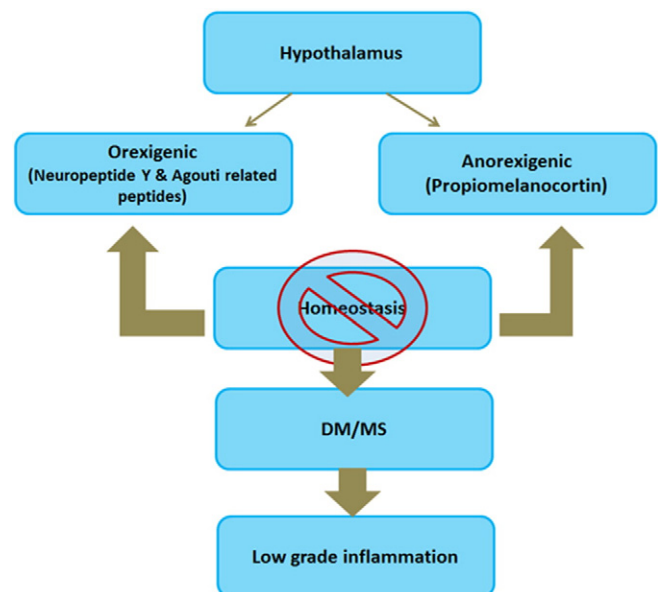 Hypothalamus
Orexigenic
(Neuropeptide Y & Agouti related
peptides)
Anorexigenic
(Propiomelanocortin)
Homeostasis
DM/MS
Low grade inflammation